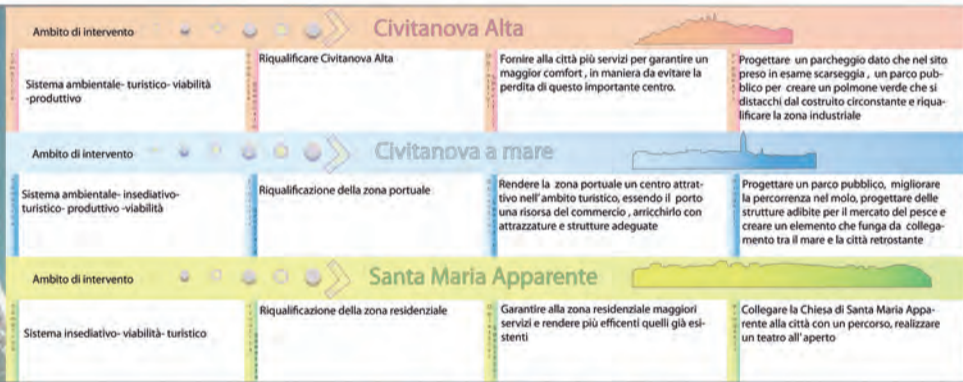 Ambito di intervento
Civitanova Alta
Sistema ambientale- turistico- viabilità
-produttivo
Riqualificare Civitanova Alta
Fornire alla città più servizi per garantire un
maggior comfort , in maniera da evitare la
perdita di questo importante centro.
Progettare un parcheggio dato che nel sito
preso in esame scarseggia , un parco pub-
blico per creare un polmone verde che si
distacchi dal costruito circonstante e riqua-
lificare la zona industriale
Ambito di intervento
Civitanova a mare
Sistema ambientale- insediativo-
turistico- produttivo -viabilità
Riqualificazione della zona portuale
Rendere la zona portuale un centro attrat-
tivo nell'ambito turistico, essendo il porto
una risorsa del commercio , arricchirlo con
attrazzature e strutture adeguate
Progettare un parco pubblico, migliorare
la percorrenza nel molo, progettare delle
strutture adibite per il mercato del pesce e
creare un elemento che funga da collega-
mento tra il mare e la città retrostante
Ambito di intervento
Santa Maria Apparente
Sistema insediativo- viabilità- turistico
Riqualificazione della zona residenziale
Garantire alla zona residenziale maggiori
servizi e rendere più efficenti quelli già esi-
stenti
Collegare la Chiesa di Santa Maria Appa-
rente alla città con un percorso, realizzare
un teatro all'aperto